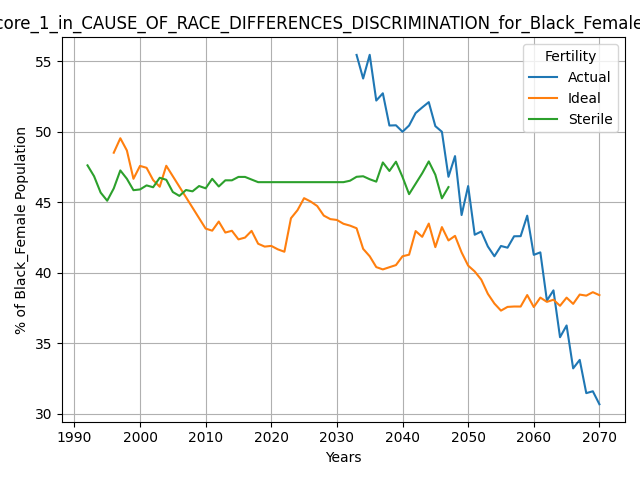 core_1_in_CAUSE_OF_RACE_DIFFERENCES_DISCRIMINATION_for_Black_Female
Fertility
Actual
Ideal
Sterile
% of Black_Female Population
55
50
45
40
35
30
1990 2000 2010 2020 2030 2040 2050 2060 2070
Years